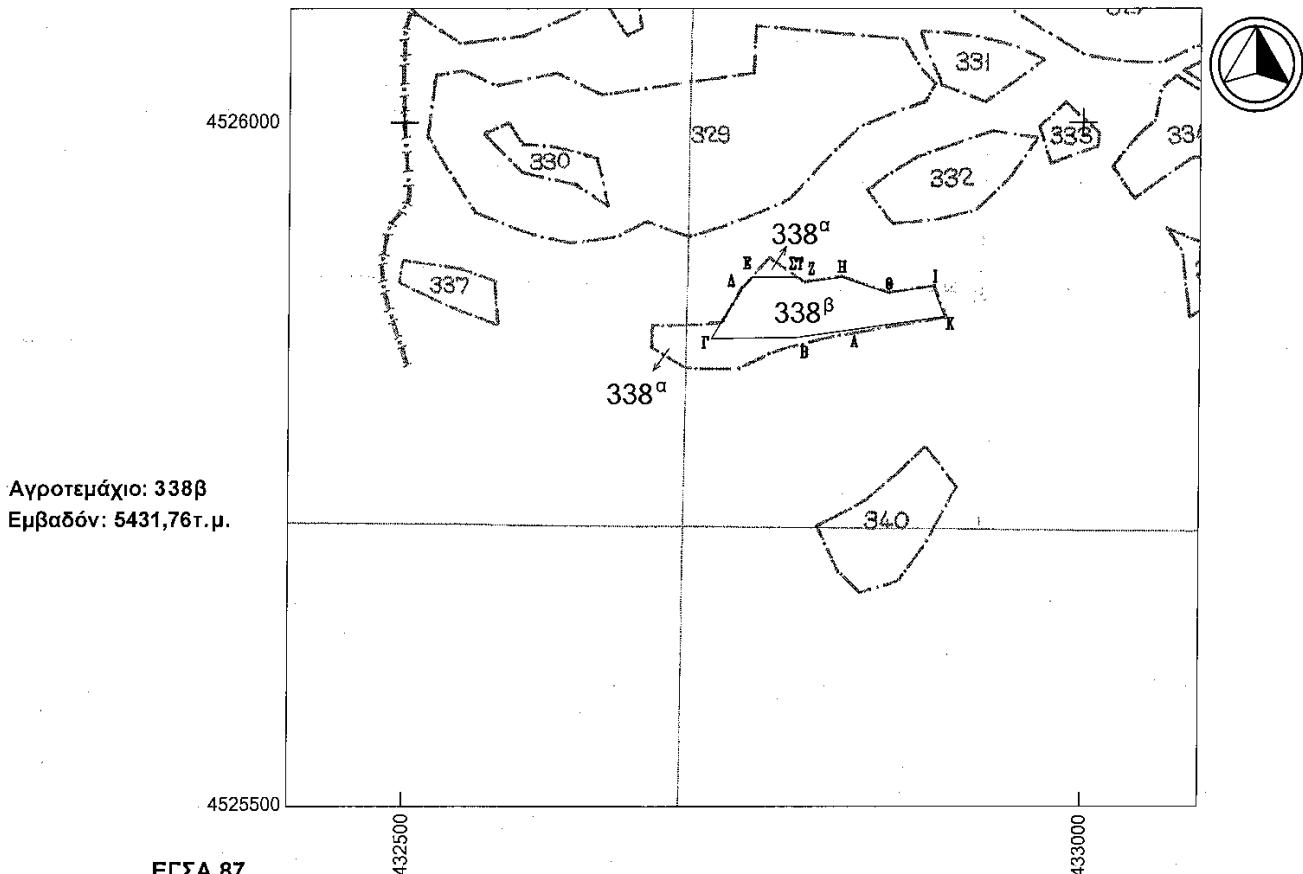 331
4526000
329
333
330
332
338α
Ε
ΣΤ
Ζ
Η
Δ
Θ
Ι
337
338β
Κ
Γ
Β
Α
338α
Αγροτεμάχιο: 338β
Εμβαδόν: 5431,76τ.μ.
340
4525500
432500
433000
ΕΓΣΑ 87